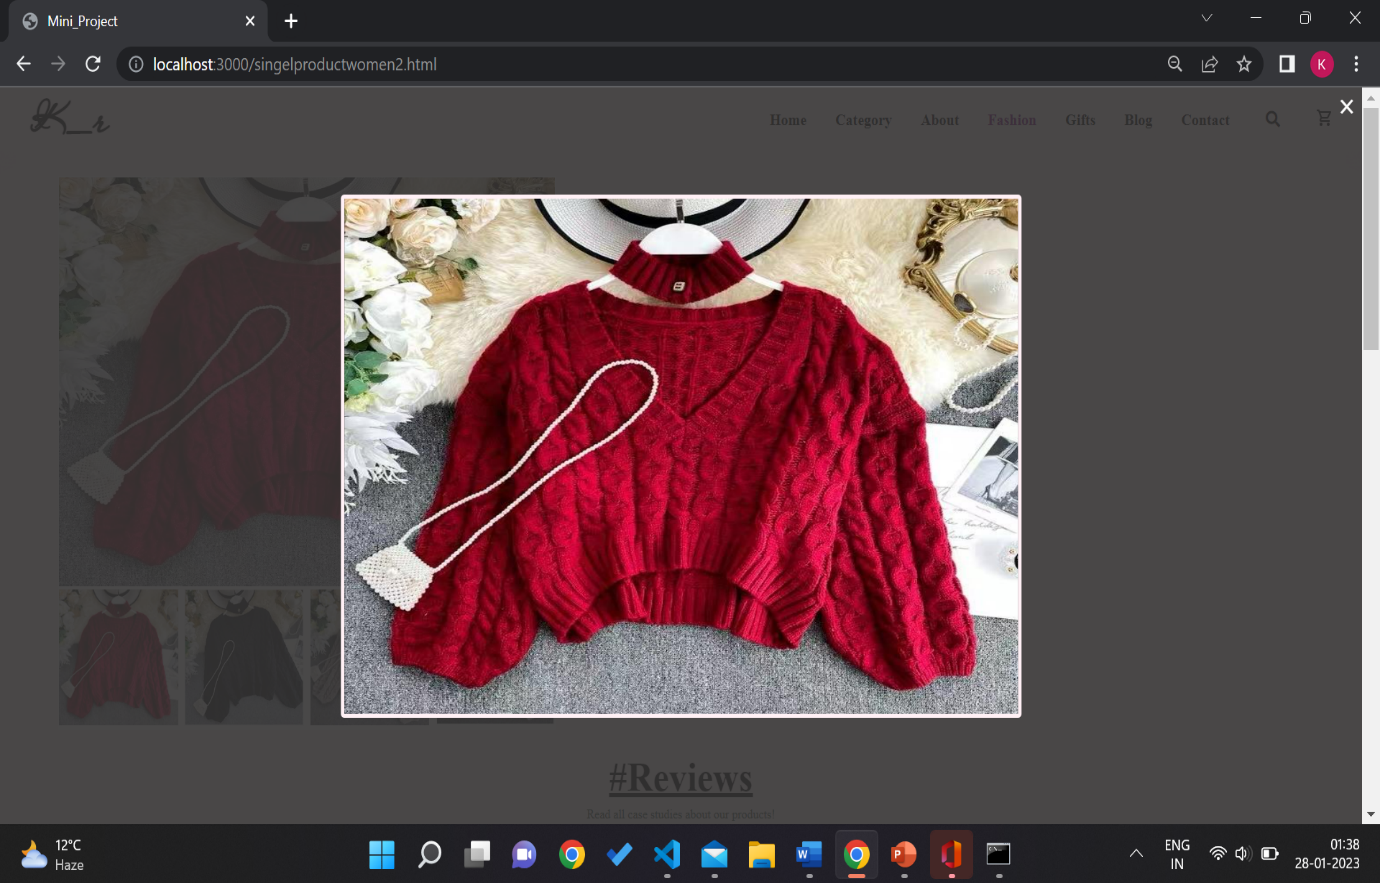 Mini_Project
localhost:3000/singelproductwomen2.html
K
K_r
Home Category About Fashion Gifts Blog Contact
#Reviews
Read all case studies about our products!
12°C
Haze
ENG
IN
01:38
28-01-2023